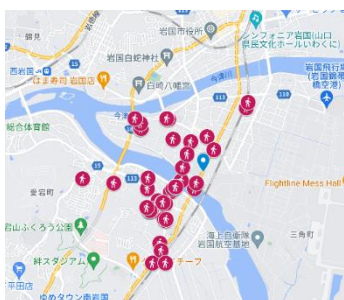 岩国市役所
シンフォニア岩国(山口
県民文化ホールいわくに)
鶴見
岩国白蛇神社
西岩国
はま寿司 岩国店
白崎八幡宮
今津川
岩国飛行場
(岩国錦帯
橋空港)
113
110
総合体育館
15
愛宕町
113
Flightline Mess Hall
岩山ふくろう公園
海上自衛隊
岩国航空基地
三角町
絆スタジアム
チーフ
平田店
ゆめタウン南岩国